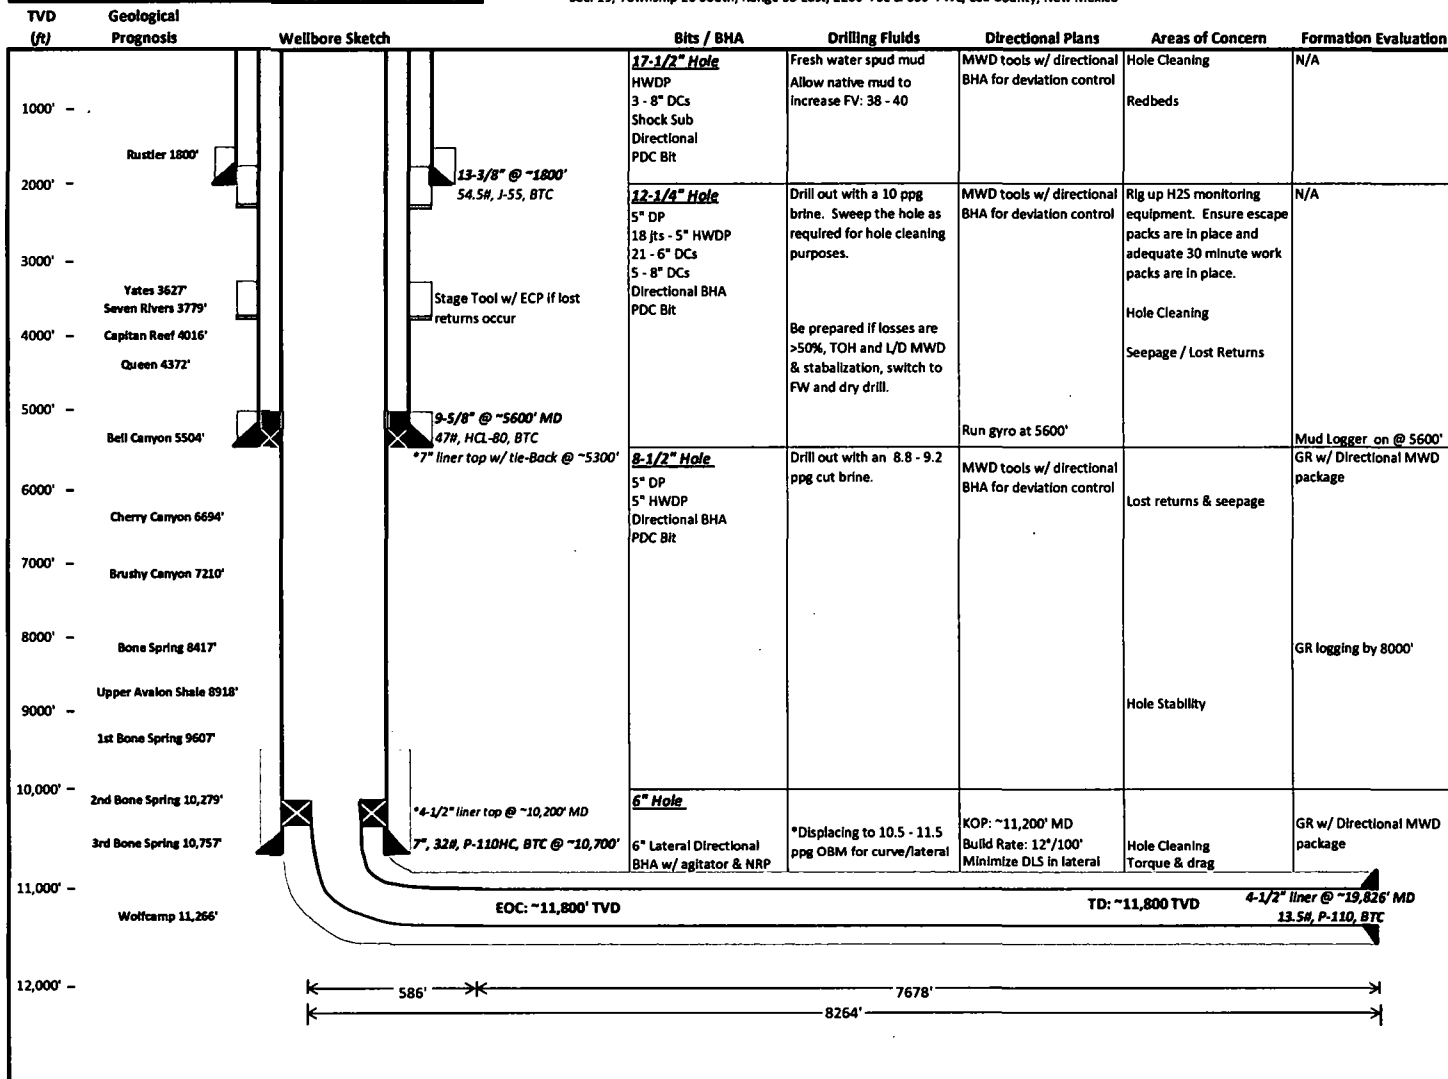 TVD
(ft)
Geological
Prognosis
Wellbore Sketch
Bits / BHA
Drilling Fluids
Directional Plans
Areas of Concern
Formation Evaluation
1000' -
2000' -
3000' -
4000' -
5000' -
6000' -
7000' -
8000' -
9000' -
10,000' -
11,000' -
12,000' -
Rustler 1800'
Yates 3627'
Seven Rivers 3779'
Capitan Reef 4016'
Queen 4372'
Bell Canyon 5504'
Cherry Canyon 6694'
Brushy Canyon 7210'
Bone Spring 8417'
Upper Avalon Shale 8918'
1st Bone Spring 9607'
2nd Bone Spring 10,279'
3rd Bone Spring 10,757'
Wolfcamp 11,266'
13-3/8" @ ~1800'
54.5#, J-55, BTC
Stage Tool w/ ECP if lost
returns occur
9-5/8" @ ~5600' MD
47#, HCL-80, BTC
*7" liner top w/ tie-Back @ ~5300'
*4-1/2" liner top @ ~10,200' MD
7", 32#, P-110HC, BTC @ ~10,700'
17-1/2" Hole
HWDP
3 - 8" DCs
Shock Sub
Directional
PDC Bit
Fresh water spud mud
Allow native mud to
increase FV: 38 - 40
MWD tools w/ directional
BHA for deviation control
Hole Cleaning
Redbeds
N/A
12-1/4" Hole
5" DP
18 jts - 5" HWDP
21 - 6" DCs
5 - 8" DCs
Directional BHA
PDC Bit
Drill out with a 10 ppg
brine. Sweep the hole as
required for hole cleaning
purposes.
Be prepared if losses are
>50%, TOH and L/D MWD
& stabalization, switch to
FW and dry drill.
MWD tools w/ directional
BHA for deviation control
Run gyro at 5600'
Rig up H2S monitoring
equipment. Ensure escape
packs are in place and
adequate 30 minute work
packs are in place.
Hole Cleaning
Seepage / Lost Returns
N/A
Mud Logger on @ 5600'
8-1/2" Hole
5" DP
5" HWDP
Directional BHA
PDC Bit
Drill out with an 8.8 - 9.2
ppg cut brine.
MWD tools w/ directional
BHA for deviation control
Lost returns & seepage
Hole Stability
GR w/ Directional MWD
package
GR logging by 8000'
6" Hole
6" Lateral Directional
BHA w/ agitator & NRP
*Displacing to 10.5 - 11.5
ppg OBM for curve/lateral
KOP: ~11,200' MD
Build Rate: 12°/100'
Minimize DLS in lateral
Hole Cleaning
Torque & drag
GR w/ Directional MWD
package
EOC: ~11,800' TVD
TD: ~11,800 TVD
4-1/2" liner @ ~19,826' MD
13.5#, P-110, BTC
586'
7678'
8264'